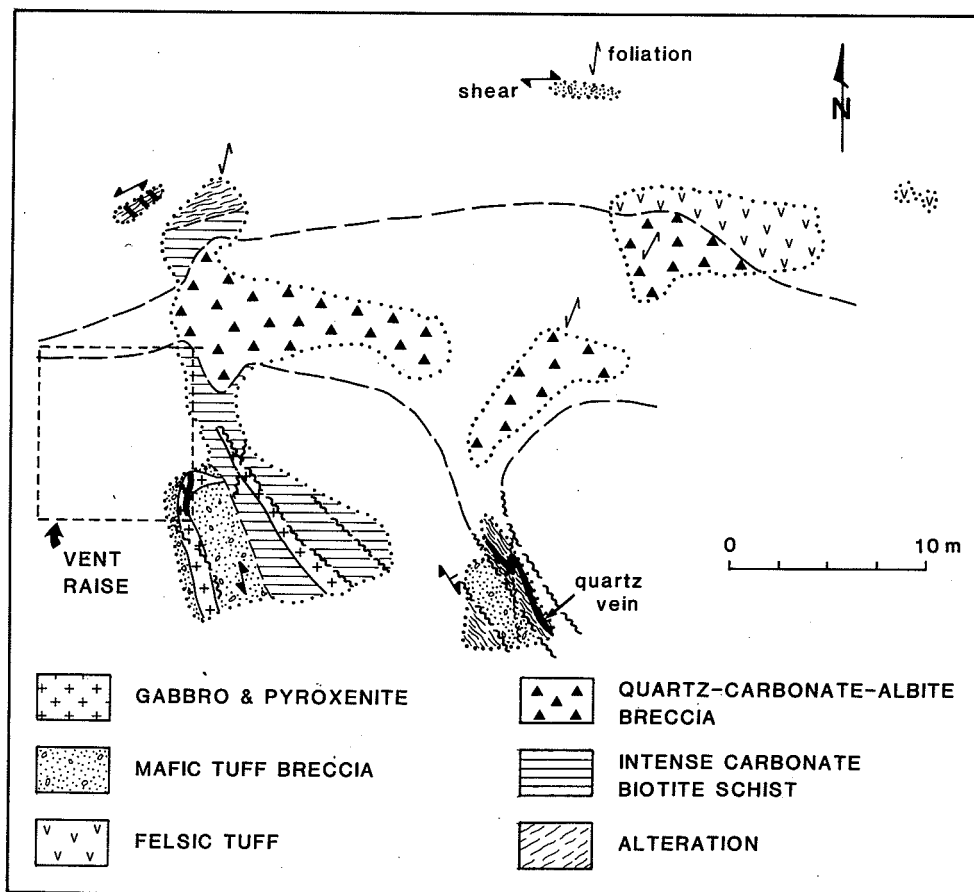 foliation
shear
N
VENT
RAISE
0 10 m
quartz
vein
GABBRO & PYROXENITE
QUARTZ-CARBONATE-ALBITE
BRECCIA
MAFIC TUFF BRECCIA
INTENSE CARBONATE
BIOTITE SCHIST
FELSIC TUFF
ALTERATION